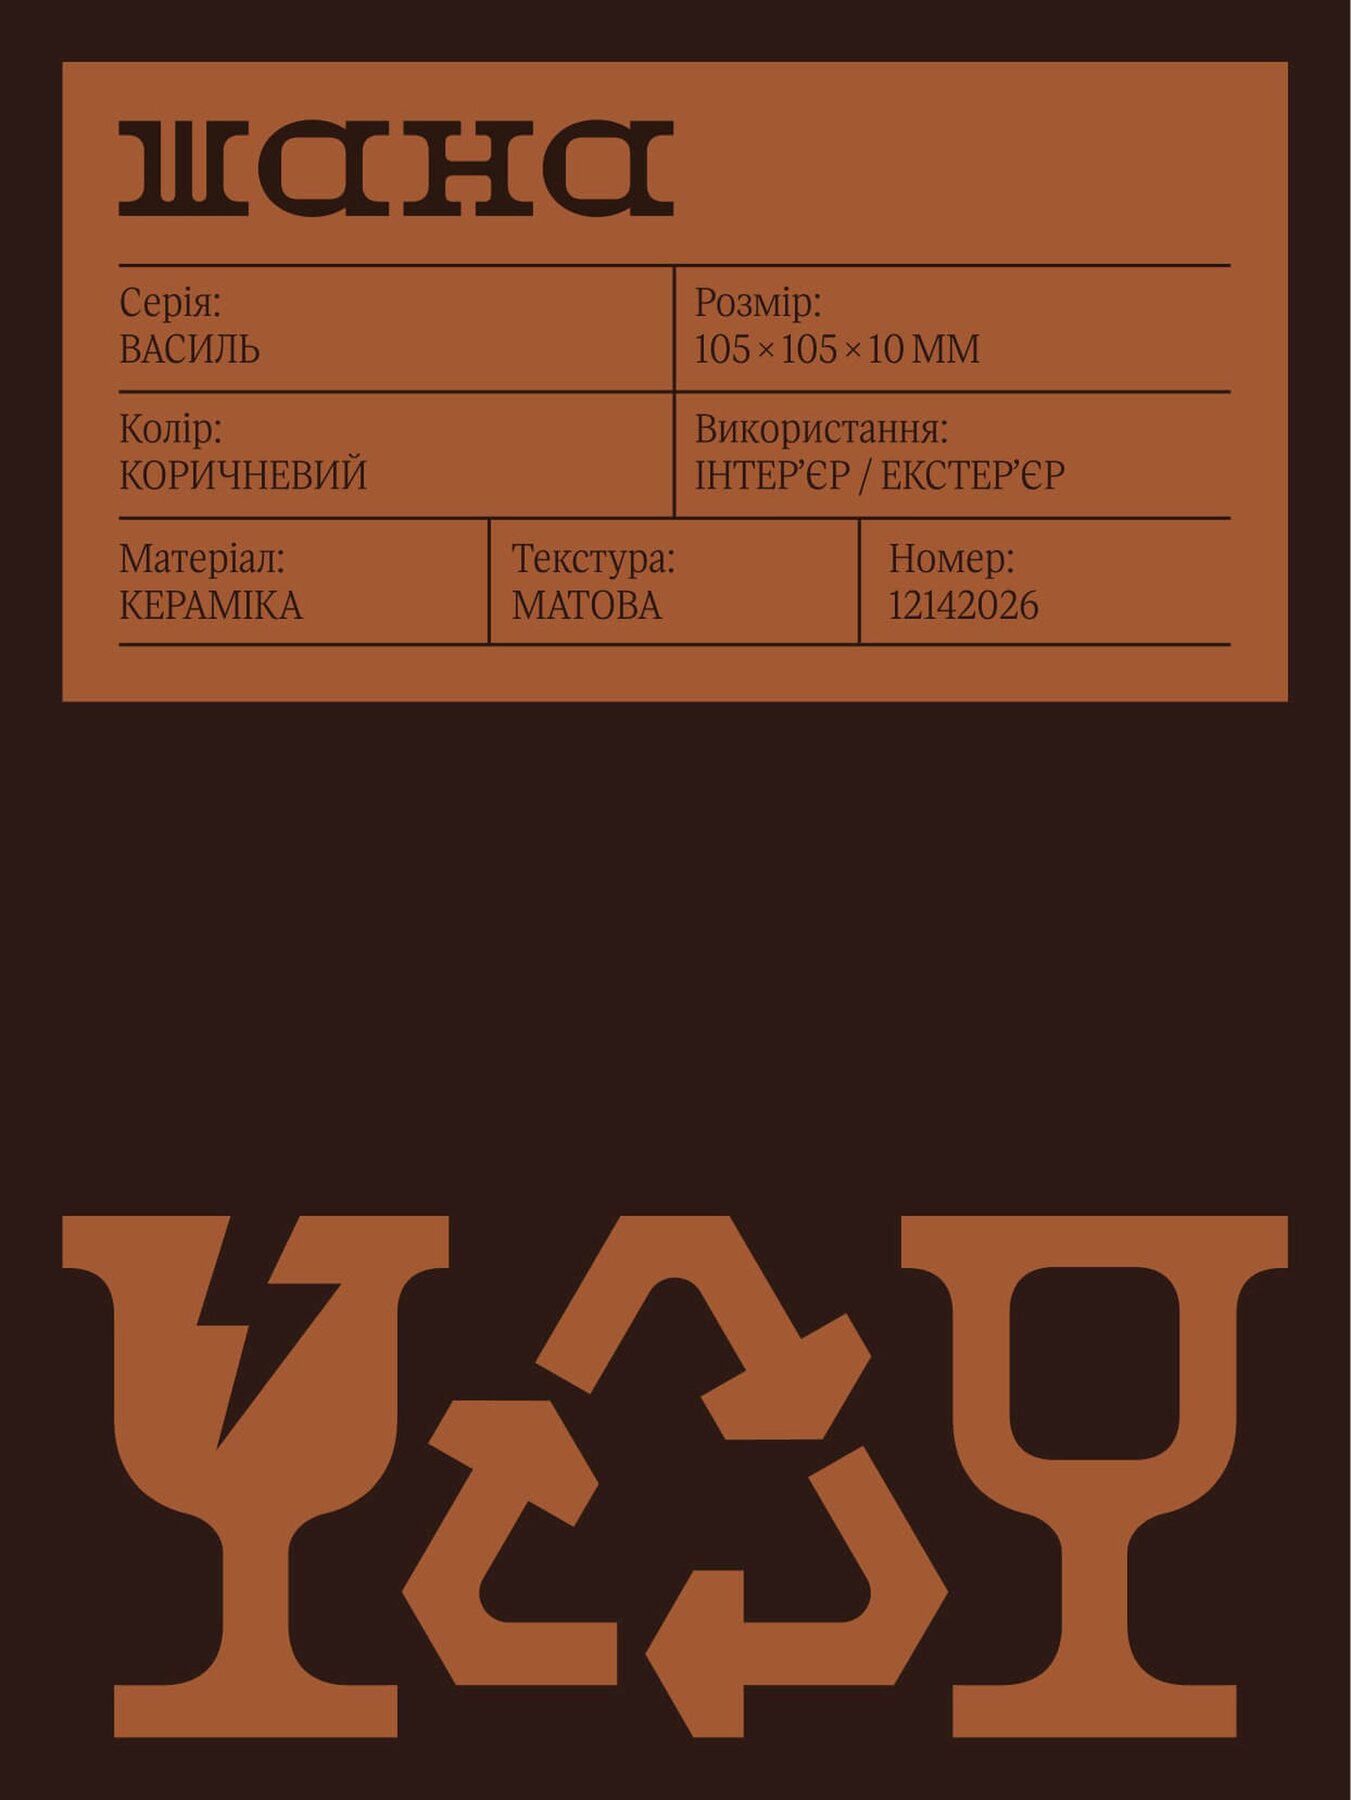 шана
Серія:
ВАСИЛЬ
Розмір:
105×105×10 ММ
Колір:
КОРИЧНЕВИЙ
Використання:
ІНТЕР’ЄР / ЕКСТЕР’ЄР
Матеріал:
КЕРАМІКА
Текстура:
МАТОВА
Номер:
12142026